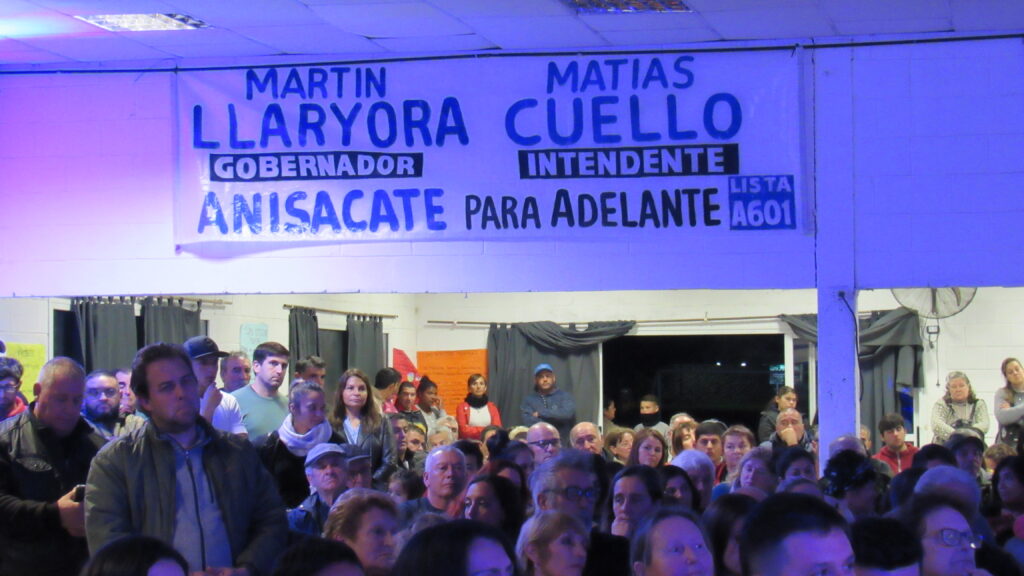 MARTIN
LLARYORA
GOBERNADOR
MATIAS
CUELLO
INTENDENTE
ANISACATE PARA ADELANTE
LISTA
A601